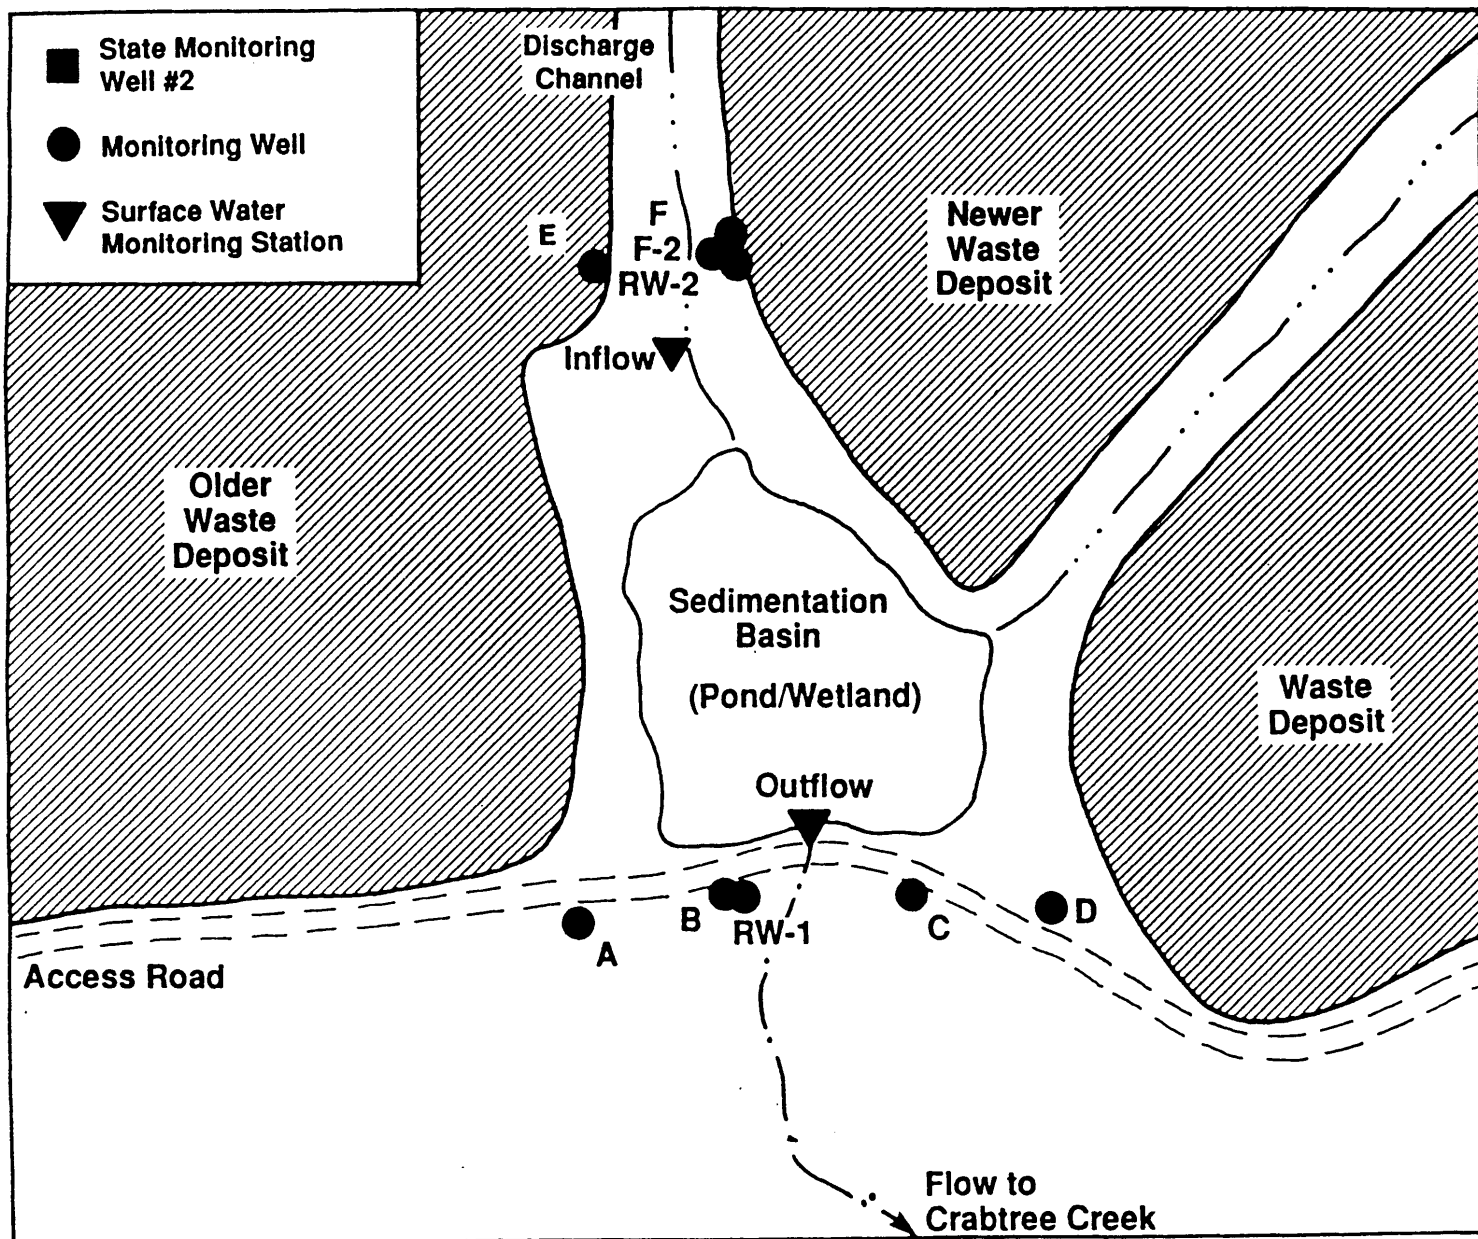 State Monitoring
Well #2
Monitoring Well
Surface Water
Monitoring Station
Discharge
Channel
E
F
F-2
RW-2
Newer
Waste
Deposit
Inflow
Older
Waste
Deposit
Sedimentation
Basin
(Pond/Wetland)
Waste
Deposit
Outflow
A
B
RW-1
C
D
Access Road
Flow to
Crabtree Creek